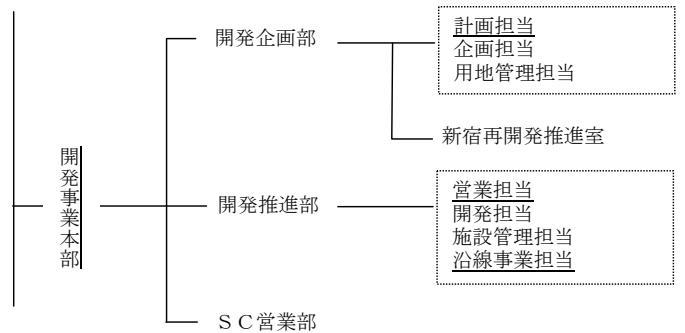 開発事業本部
開発企画部
計画担当
企画担当
用地管理担当
新宿再開発推進室
開発推進部
営業担当
開発担当
施設管理担当
沿線事業担当
ＳＣ営業部